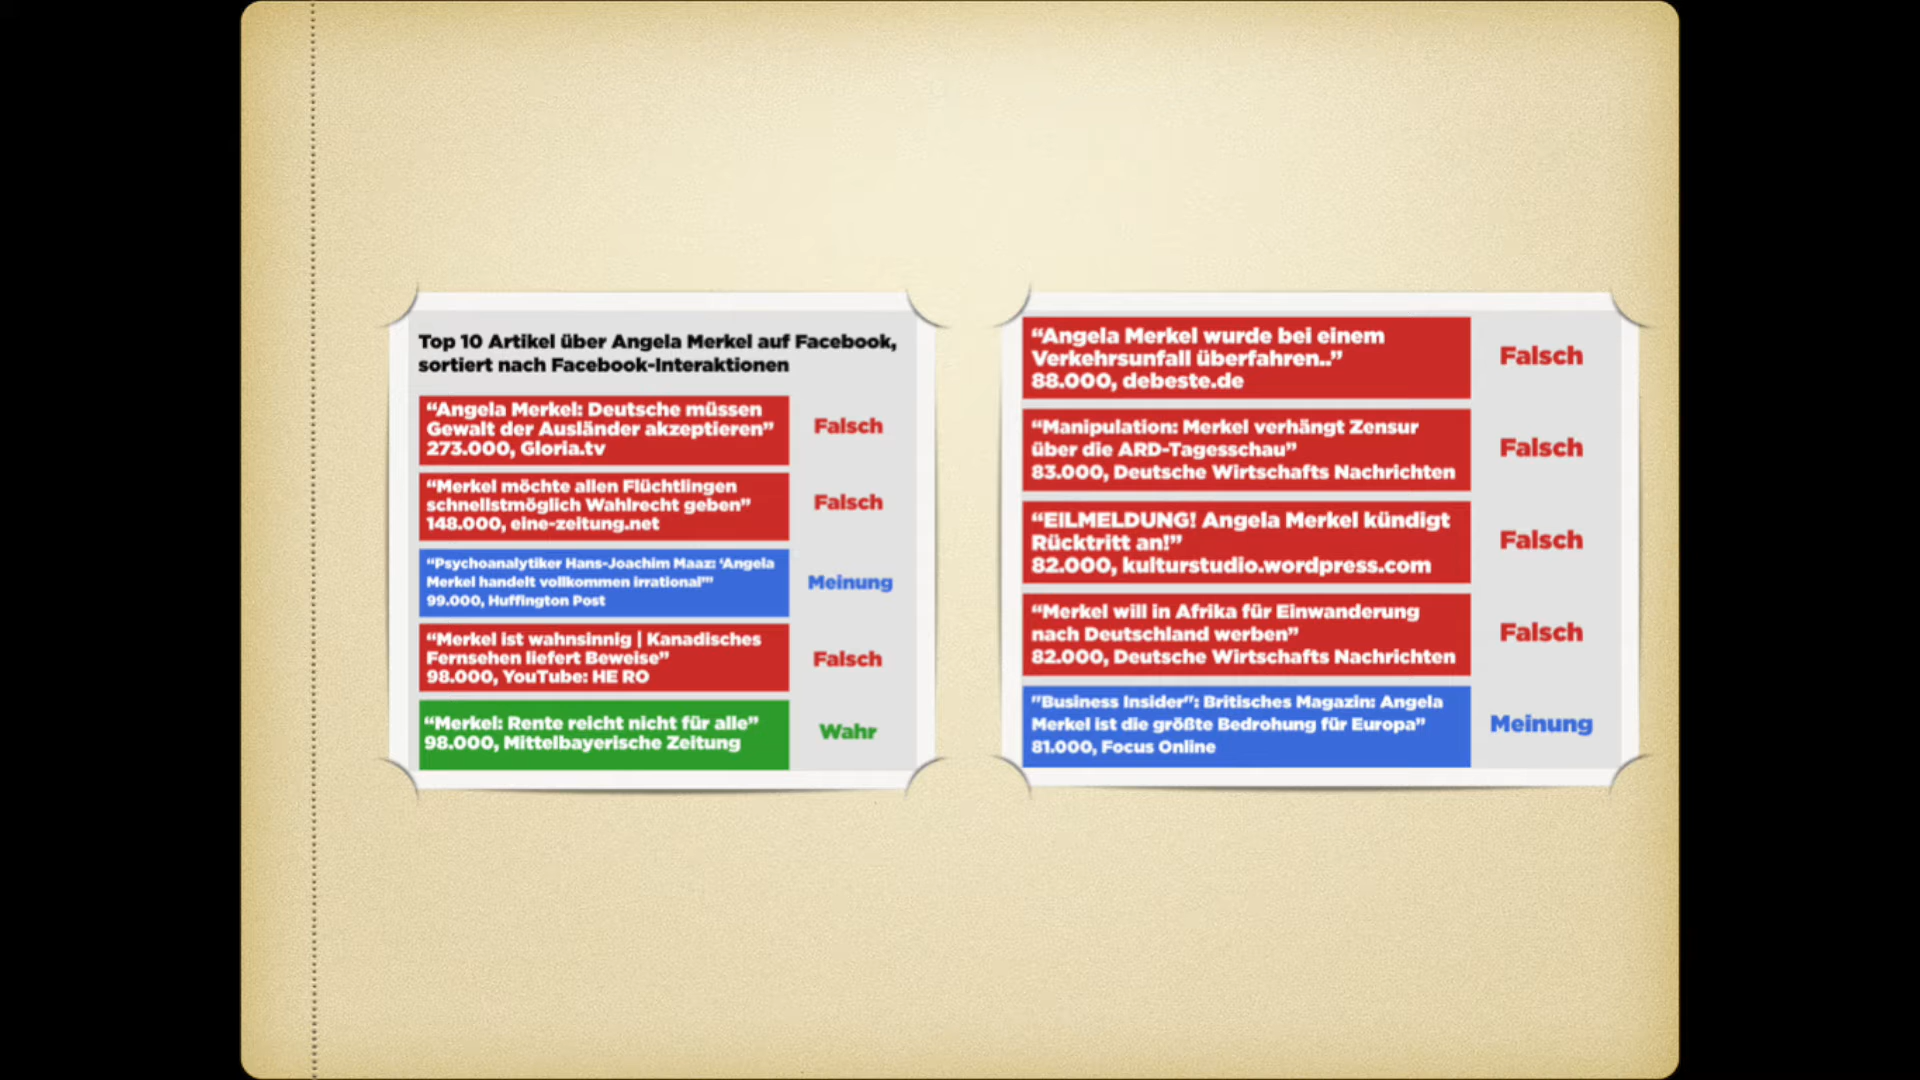 Top 10 Artikel über Angela Merkel auf Facebook,
sortiert nach Facebook-Interaktionen
“Angela Merkel: Deutsche müssen
Gewalt der Ausländer akzeptieren”
273.000, Gloria.tv
Falsch
“Merkel möchte allen Flüchtlingen
schnellstmöglich Wahlrecht geben”
148.000, eine-zeitung.net
Falsch
“Psychoanalytiker Hans-Joachim Maaz: ‘Angela
Merkel handelt vollkommen irrational’”
99.000, Huffington Post
Meinung
“Merkel ist wahnsinnig | Kanadisches
Fernsehen liefert Beweise”
98.000, YouTube: HE RO
Falsch
“Merkel: Rente reicht nicht für alle”
98.000, Mittelbayerische Zeitung
Wahr
“Angela Merkel wurde bei einem
Verkehrsunfall überfahren..”
88.000, debeste.de
Falsch
“Manipulation: Merkel verhängt Zensur
über die ARD-Tagesschau”
83.000, Deutsche Wirtschafts Nachrichten
Falsch
“EILMELDUNG! Angela Merkel kündigt
Rücktritt an!”
82.000, kulturstudio.wordpress.com
Falsch
“Merkel will in Afrika für Einwanderung
nach Deutschland werben”
82.000, Deutsche Wirtschafts Nachrichten
Falsch
"Business Insider": Britisches Magazin: Angela
Merkel ist die größte Bedrohung für Europa”
81.000, Focus Online
Meinung